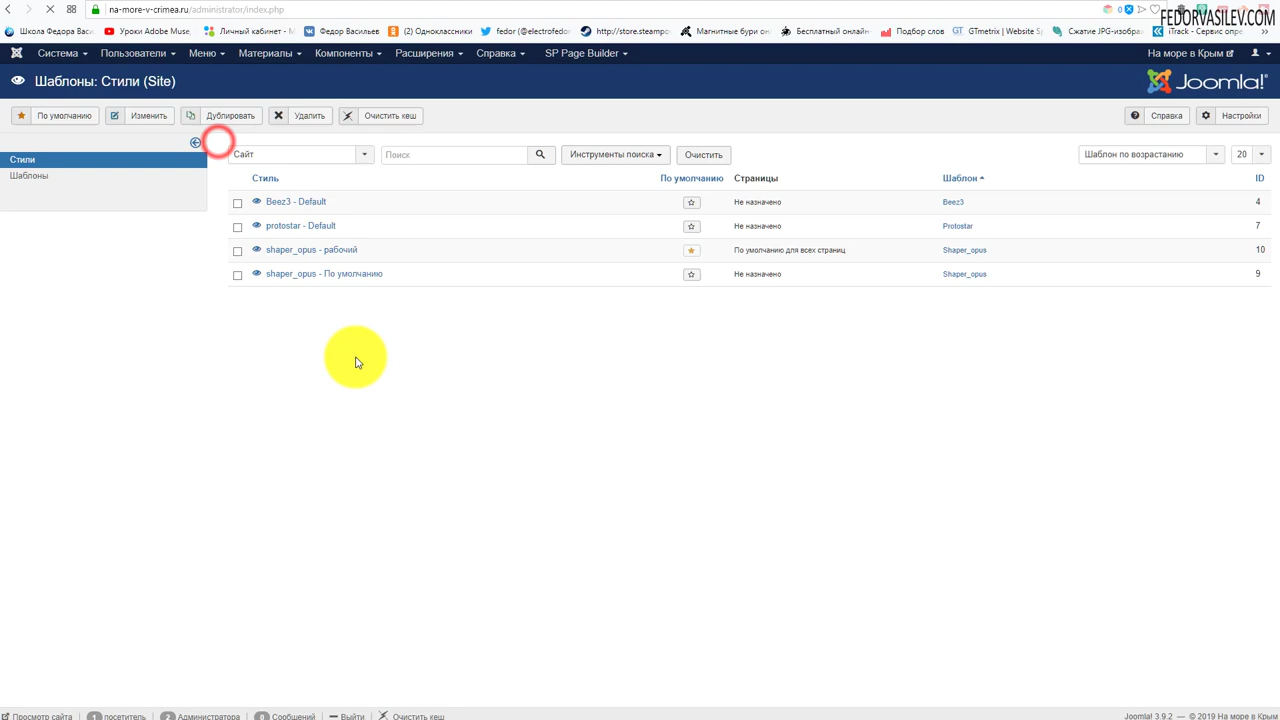 na-more-v-crimea.ru/administrator/index.php
FEDORVASILEV.COM
Школа Федора Васи. Уроки Adobe Muse, Личный кабинет - М Федор Васильев (2) Одноклассники fedor (@electrofedor http://store.steampo Магнитные бури он Бесплатный онлайн- Подбор слов GTmetrix | Website S Сжатие JPG-изображ iTrack - Сервис опре
Система Пользователи Меню Материалы Компоненты Расширения Справка SP Page Builder На море в Крым
Шаблоны: Стили (Site) Joomla!
По умолчанию Изменить Дублировать Удалить Очистить кеш Справка Настройки
Стили Сайт Поиск Инструменты поиска Очистить Шаблон по возрастанию 20
Шаблоны Стиль По умолчанию Страницы Шаблон ID
Beez3 - Default Не назначено Beez3 4
protostar - Default Не назначено Protostar 7
shaper_opus - рабочий По умолчанию для всех страниц Shaper_opus 10
shaper_opus - По умолчанию Не назначено Shaper_opus 9
Просмотр сайта 1 посетитель 2 Администратора 0 Сообщений Выйти Очистить кеш Joomla! 3.9.2 — © 2019 На море в Крым